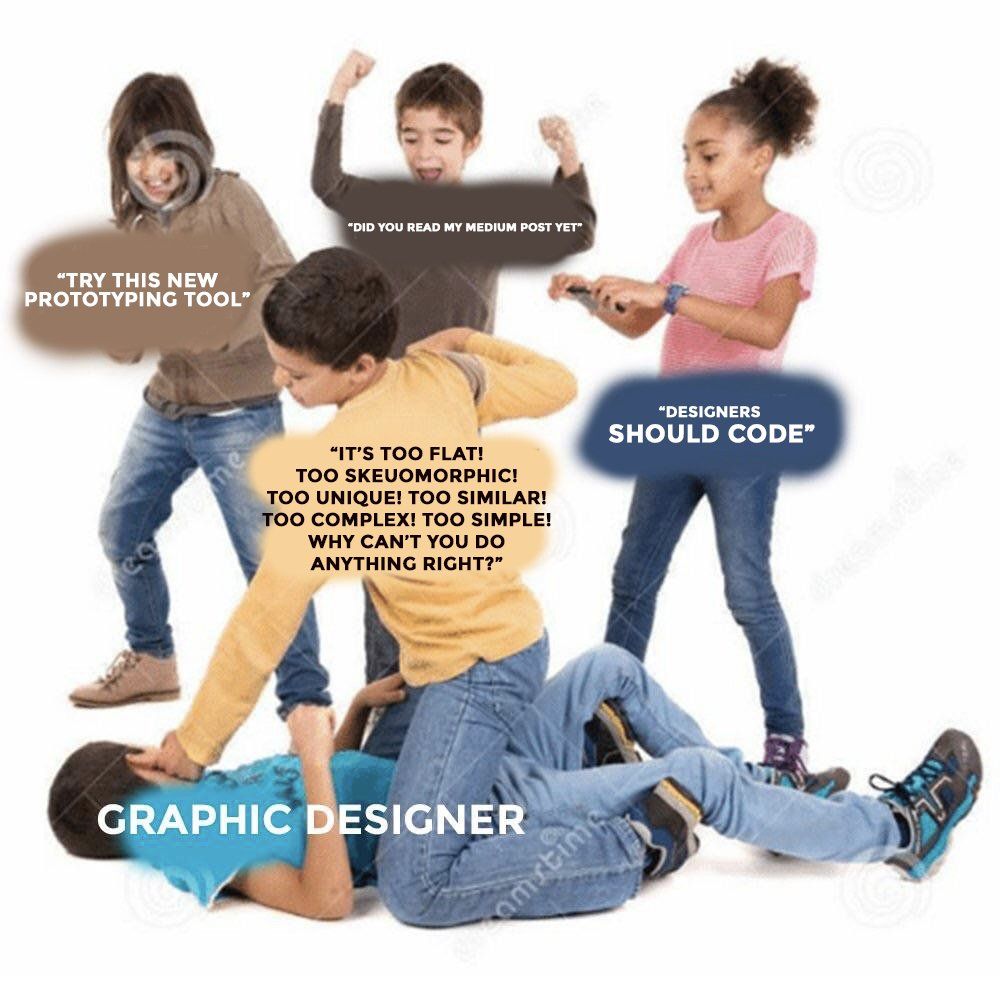 “DID YOU READ MY MEDIUM POST YET”
“TRY THIS NEW
PROTOTYPING TOOL”
“DESIGNERS
SHOULD CODE”
“IT’S TOO FLAT!
TOO SKEUOMORPHIC!
TOO UNIQUE! TOO SIMILAR!
TOO COMPLEX! TOO SIMPLE!
WHY CAN’T YOU DO
ANYTHING RIGHT?”
GRAPHIC DESIGNER